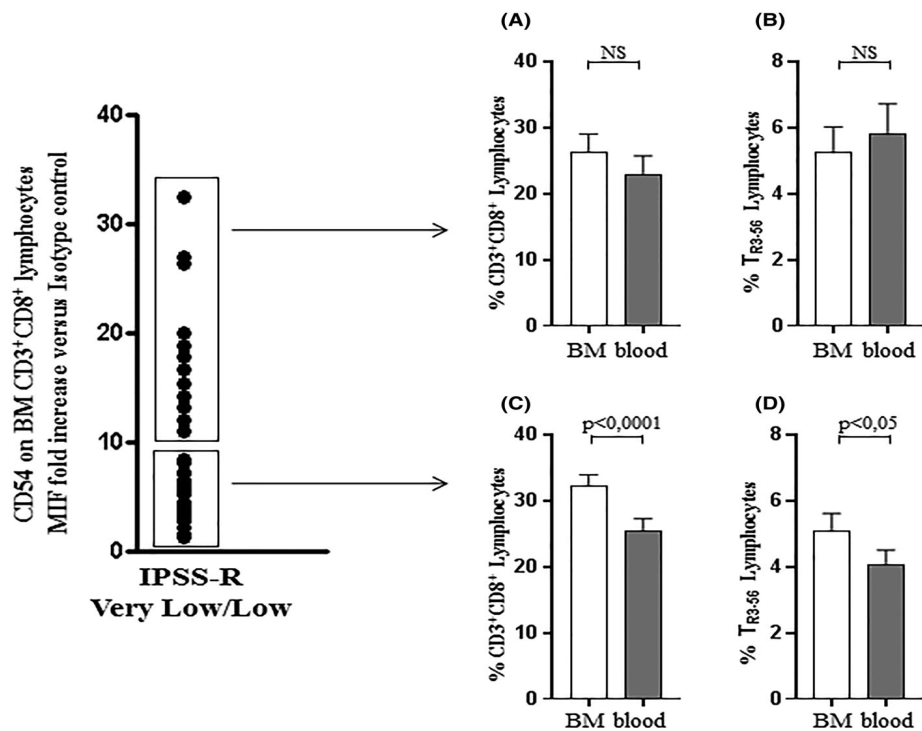 CD54 on BM CD3⁺CD8⁺ lymphocytes
MIF fold increase versus Isotype control
40
30
20
10
0
IPSS-R
Very Low/Low
(A)
% CD3⁺CD8⁺ Lymphocytes
40
30
20
10
0
NS
BM blood
(B)
% T_R3-56 Lymphocytes
8
6
4
2
0
NS
BM blood
(C)
% CD3⁺CD8⁺ Lymphocytes
40
30
20
10
0
p<0,0001
BM blood
(D)
% T_R3-56 Lymphocytes
8
6
4
2
0
p<0,05
BM blood